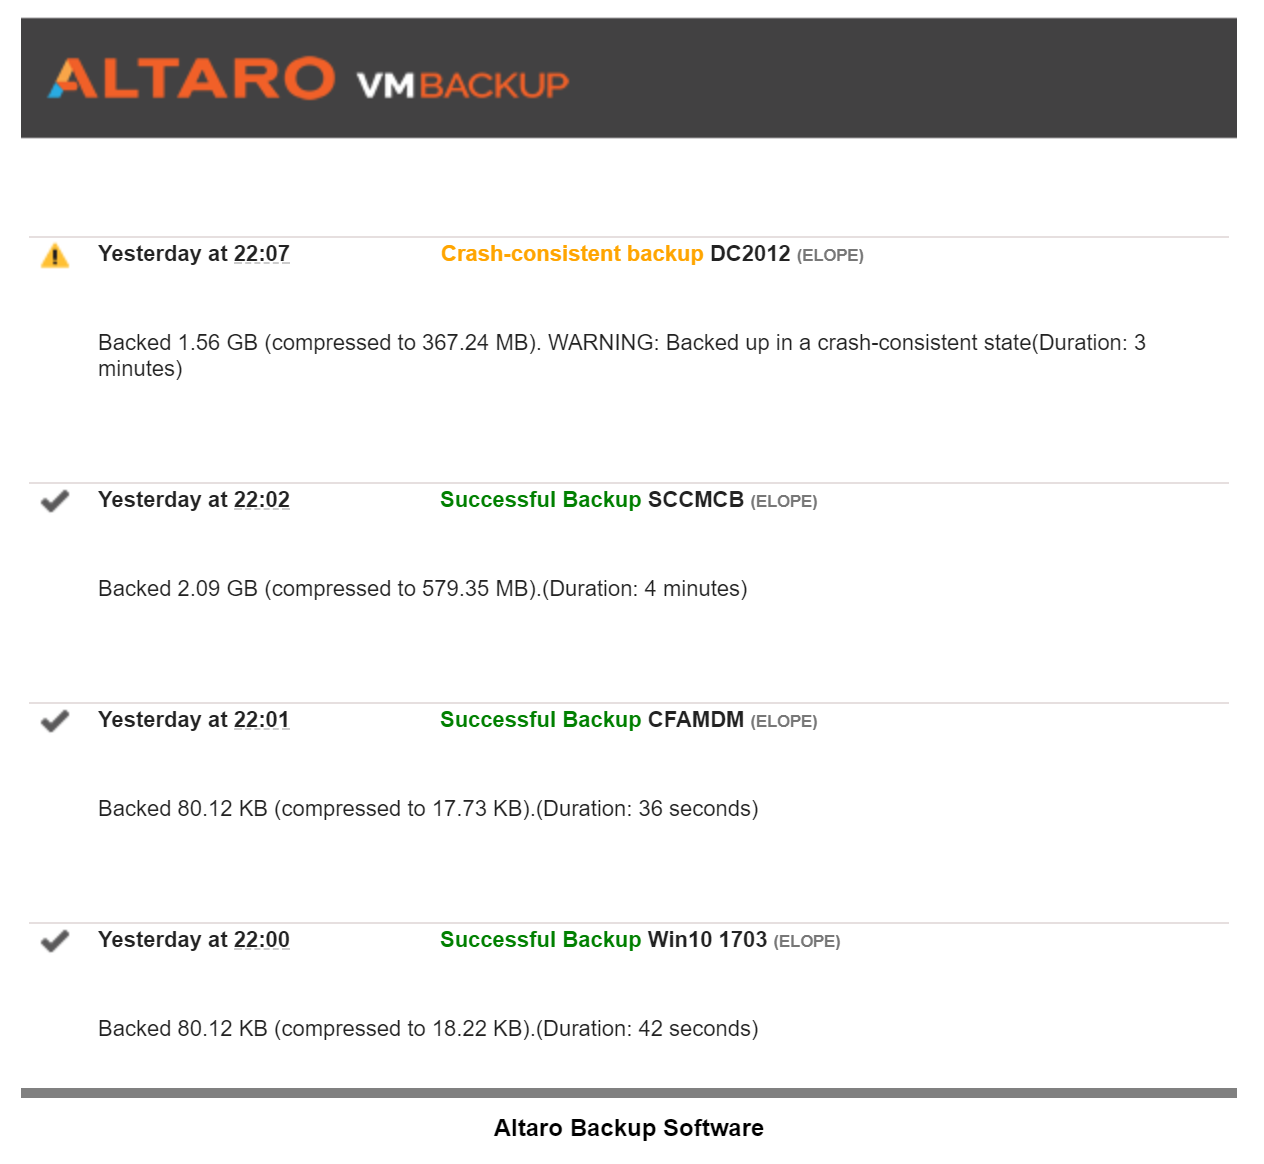 ALTARO VMBACKUP
Yesterday at 22:07 Crash-consistent backup DC2012 (ELOPE)
Backed 1.56 GB (compressed to 367.24 MB). WARNING: Backed up in a crash-consistent state(Duration: 3
minutes)
Yesterday at 22:02 Successful Backup SCCMCB (ELOPE)
Backed 2.09 GB (compressed to 579.35 MB).(Duration: 4 minutes)
Yesterday at 22:01 Successful Backup CFAMDM (ELOPE)
Backed 80.12 KB (compressed to 17.73 KB).(Duration: 36 seconds)
Yesterday at 22:00 Successful Backup Win10 1703 (ELOPE)
Backed 80.12 KB (compressed to 18.22 KB).(Duration: 42 seconds)
Altaro Backup Software